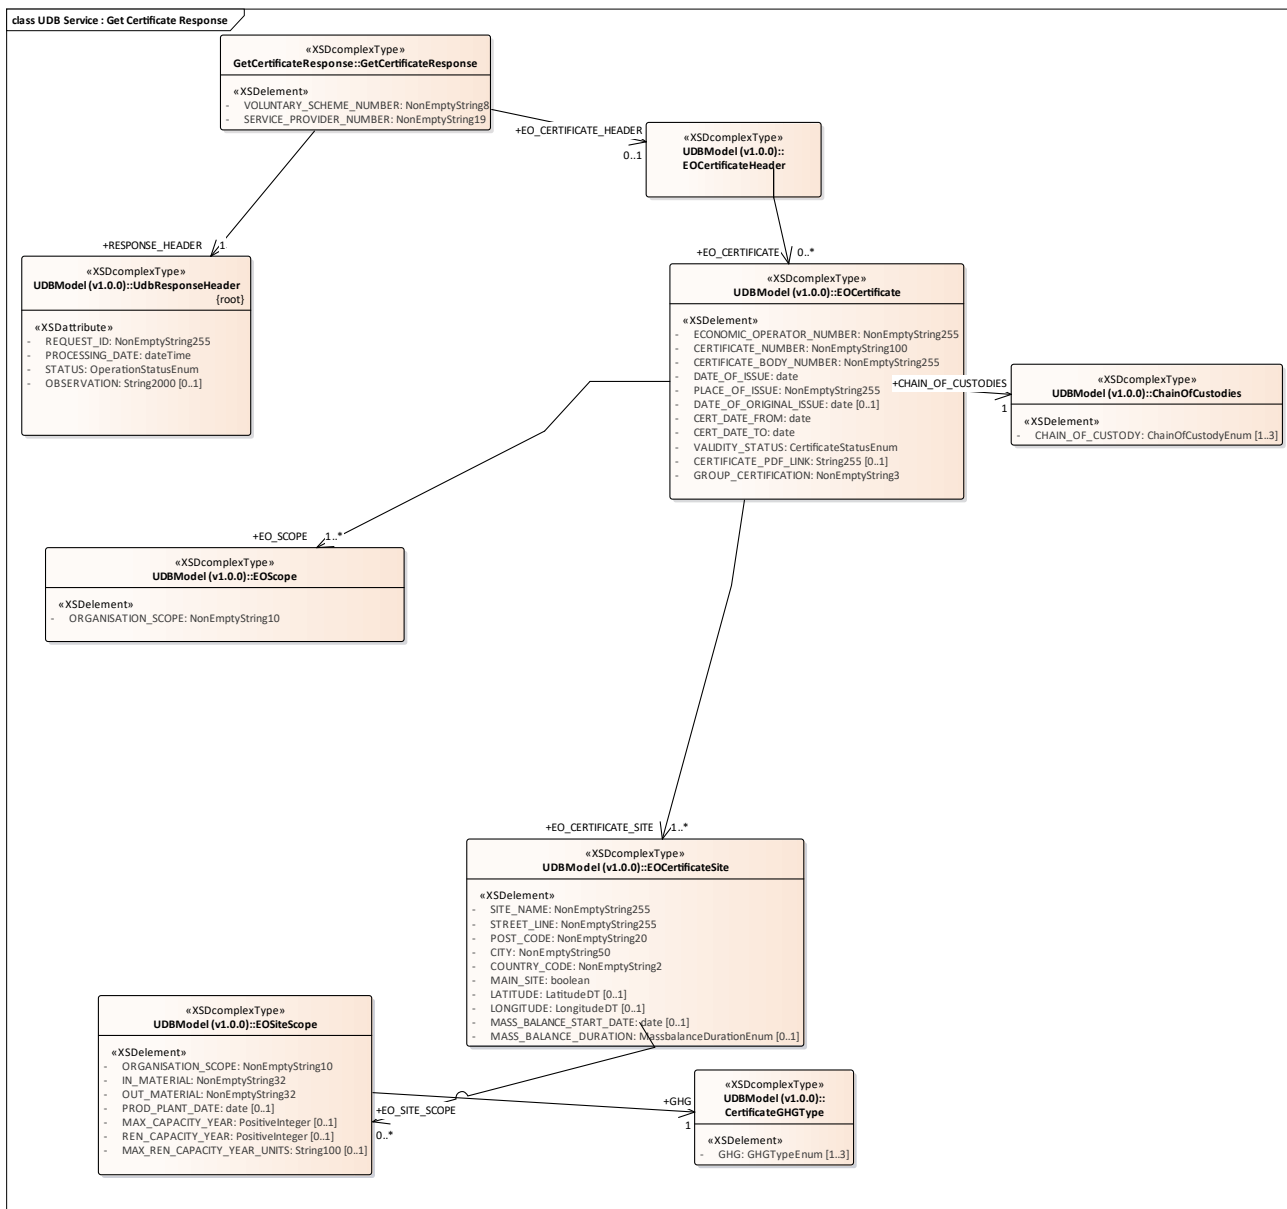 class UDB Service : Get Certificate Response
«XSDcomplexType»
GetCertificateResponse::GetCertificateResponse
«XSDelement»
- VOLUNTARY_SCHEME_NUMBER: NonEmptyString8
- SERVICE_PROVIDER_NUMBER: NonEmptyString19
+EO_CERTIFICATE_HEADER
0..1
«XSDcomplexType»
UDBModel (v1.0.0)::
EOCertificateHeader
+RESPONSE_HEADER
1
«XSDcomplexType»
UDBModel (v1.0.0)::UdbResponseHeader
{root}
«XSDattribute»
- REQUEST_ID: NonEmptyString255
- PROCESSING_DATE: dateTime
- STATUS: OperationStatusEnum
- OBSERVATION: String2000 [0..1]
+EO_CERTIFICATE
0..*
«XSDcomplexType»
UDBModel (v1.0.0)::EOCertificate
«XSDelement»
- ECONOMIC_OPERATOR_NUMBER: NonEmptyString255
- CERTIFICATE_NUMBER: NonEmptyString100
- CERTIFICATE_BODY_NUMBER: NonEmptyString255
- DATE_OF_ISSUE: date
- PLACE_OF_ISSUE: NonEmptyString255
- DATE_OF_ORIGINAL_ISSUE: date [0..1]
- CERT_DATE_FROM: date
- CERT_DATE_TO: date
- VALIDITY_STATUS: CertificateStatusEnum
- CERTIFICATE_PDF_LINK: String255 [0..1]
- GROUP_CERTIFICATION: NonEmptyString3
+CHAIN_OF_CUSTODIES
1
«XSDcomplexType»
UDBModel (v1.0.0)::ChainOfCustodies
«XSDelement»
- CHAIN_OF_CUSTODY: ChainOfCustodyEnum [1..3]
+EO_SCOPE
1..*
«XSDcomplexType»
UDBModel (v1.0.0)::EOScope
«XSDelement»
- ORGANISATION_SCOPE: NonEmptyString10
+EO_CERTIFICATE_SITE
1..*
«XSDcomplexType»
UDBModel (v1.0.0)::EOCertificateSite
«XSDelement»
- SITE_NAME: NonEmptyString255
- STREET_LINE: NonEmptyString255
- POST_CODE: NonEmptyString20
- CITY: NonEmptyString50
- COUNTRY_CODE: NonEmptyString2
- MAIN_SITE: boolean
- LATITUDE: LatitudeDT [0..1]
- LONGITUDE: LongitudeDT [0..1]
- MASS_BALANCE_START_DATE: date [0..1]
- MASS_BALANCE_DURATION: MassbalanceDurationEnum [0..1]
«XSDcomplexType»
UDBModel (v1.0.0)::EOSiteScope
«XSDelement»
- ORGANISATION_SCOPE: NonEmptyString10
- IN_MATERIAL: NonEmptyString32
- OUT_MATERIAL: NonEmptyString32
- PROD_PLANT_DATE: date [0..1]
- MAX_CAPACITY_YEAR: PositiveInteger [0..1]
- REN_CAPACITY_YEAR: PositiveInteger [0..1]
- MAX_REN_CAPACITY_YEAR_UNITS: String100 [0..1]
+EO_SITE_SCOPE
0..*
+GHG
1
«XSDcomplexType»
UDBModel (v1.0.0)::
CertificateGHGType
«XSDelement»
- GHG: GHGTypeEnum [1..3]